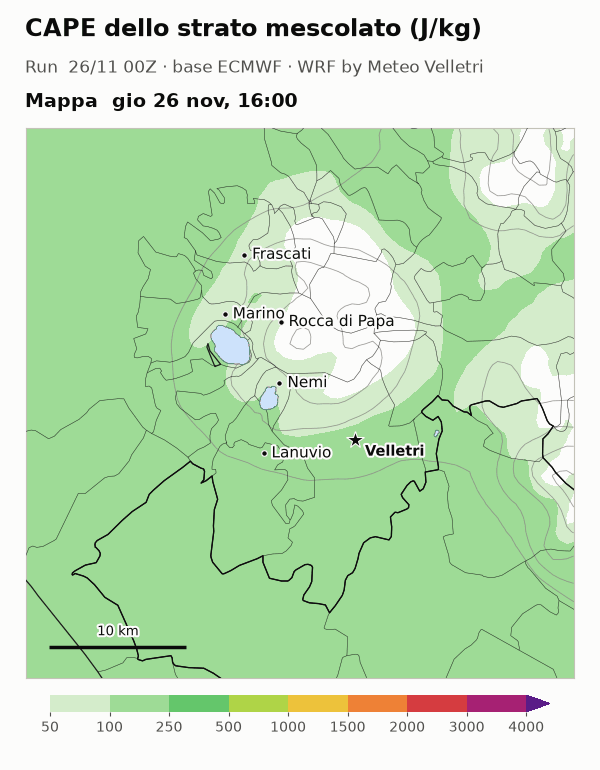 CAPE dello strato mescolato (J/kg)
Run  26/11 00Z · base ECMWF · WRF by Meteo Velletri
Mappa  gio 26 nov, 16:00
Frascati
Marino
Rocca di Papa
Nemi
Velletri
Lanuvio
10 km
50 100 250 500 1000 1500 2000 3000 4000